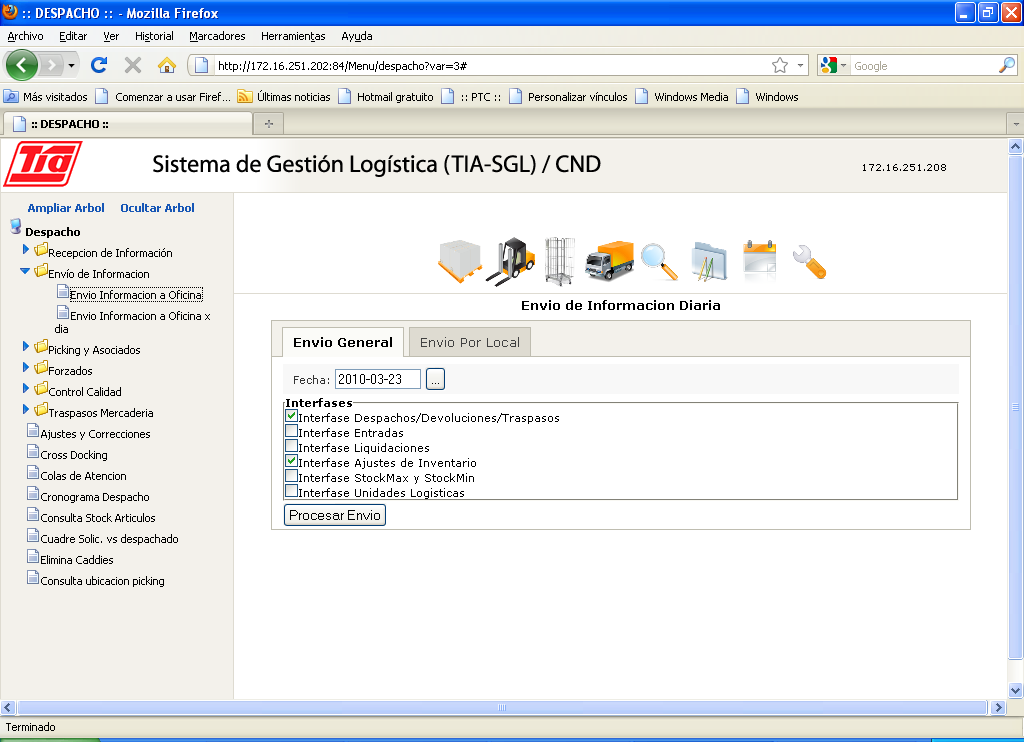 :: DESPACHO :: - Mozilla Firefox
Archivo Editar Ver Historial Marcadores Herramientas Ayuda
http://172.16.251.202:84/Menu/despacho?var=3# Google
Más visitados Comenzar a usar Firef... Últimas noticias Hotmail gratuito :: PTC :: Personalizar vínculos Windows Media Windows
:: DESPACHO ::
Tia Sistema de Gestión Logística (TIA-SGL) / CND 172.16.251.208
Ampliar Arbol Ocultar Arbol
Despacho
Recepcion de Información
Envío de Informacion
Envio Informacion a Oficina
Envio Informacion a Oficina x
dia
Picking y Asociados
Forzados
Control Calidad
Traspasos Mercaderia
Ajustes y Correcciones
Cross Docking
Colas de Atencion
Cronograma Despacho
Consulta Stock Articulos
Cuadre Solic. vs despachado
Elimina Caddies
Consulta ubicacion picking
Envio de Informacion Diaria
Envio General Envio Por Local
Fecha: 2010-03-23 ...
Interfases
Interfase Despachos/Devoluciones/Traspasos
Interfase Entradas
Interfase Liquidaciones
Interfase Ajustes de Inventario
Interfase StockMax y StockMin
Interfase Unidades Logisticas
Procesar Envio
Terminado